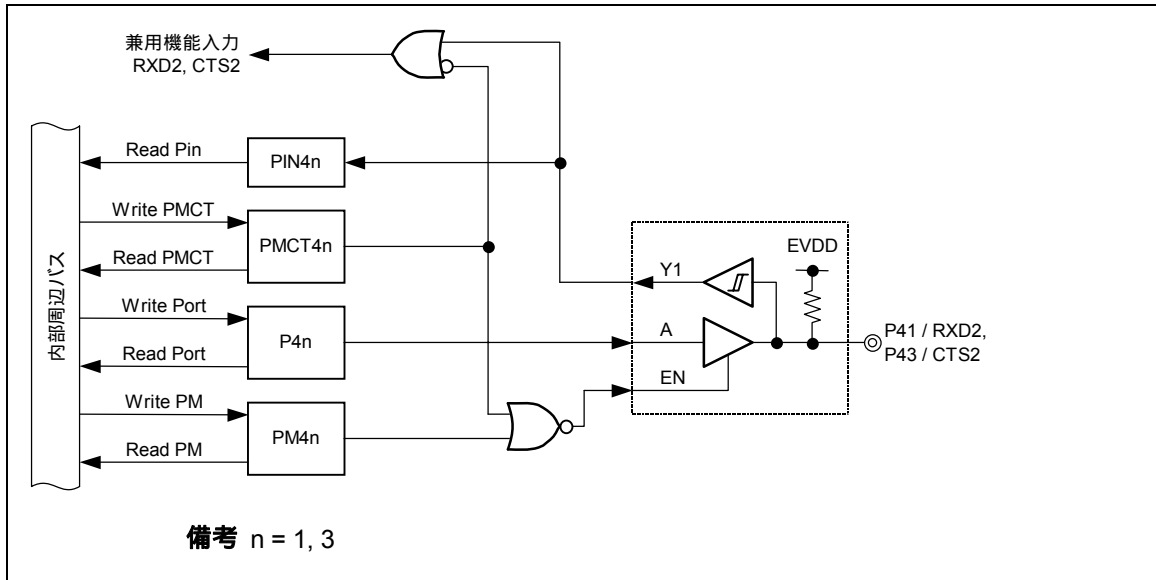 兼用機能入力
RXD2, CTS2
Read Pin
PIN4n
Write PMCT
Read PMCT
PMCT4n
Write Port
Read Port
P4n
Write PM
Read PM
PM4n
内部周辺バス
EVDD
Y1
A
EN
P41 / RXD2,
P43 / CTS2
備考 n = 1, 3